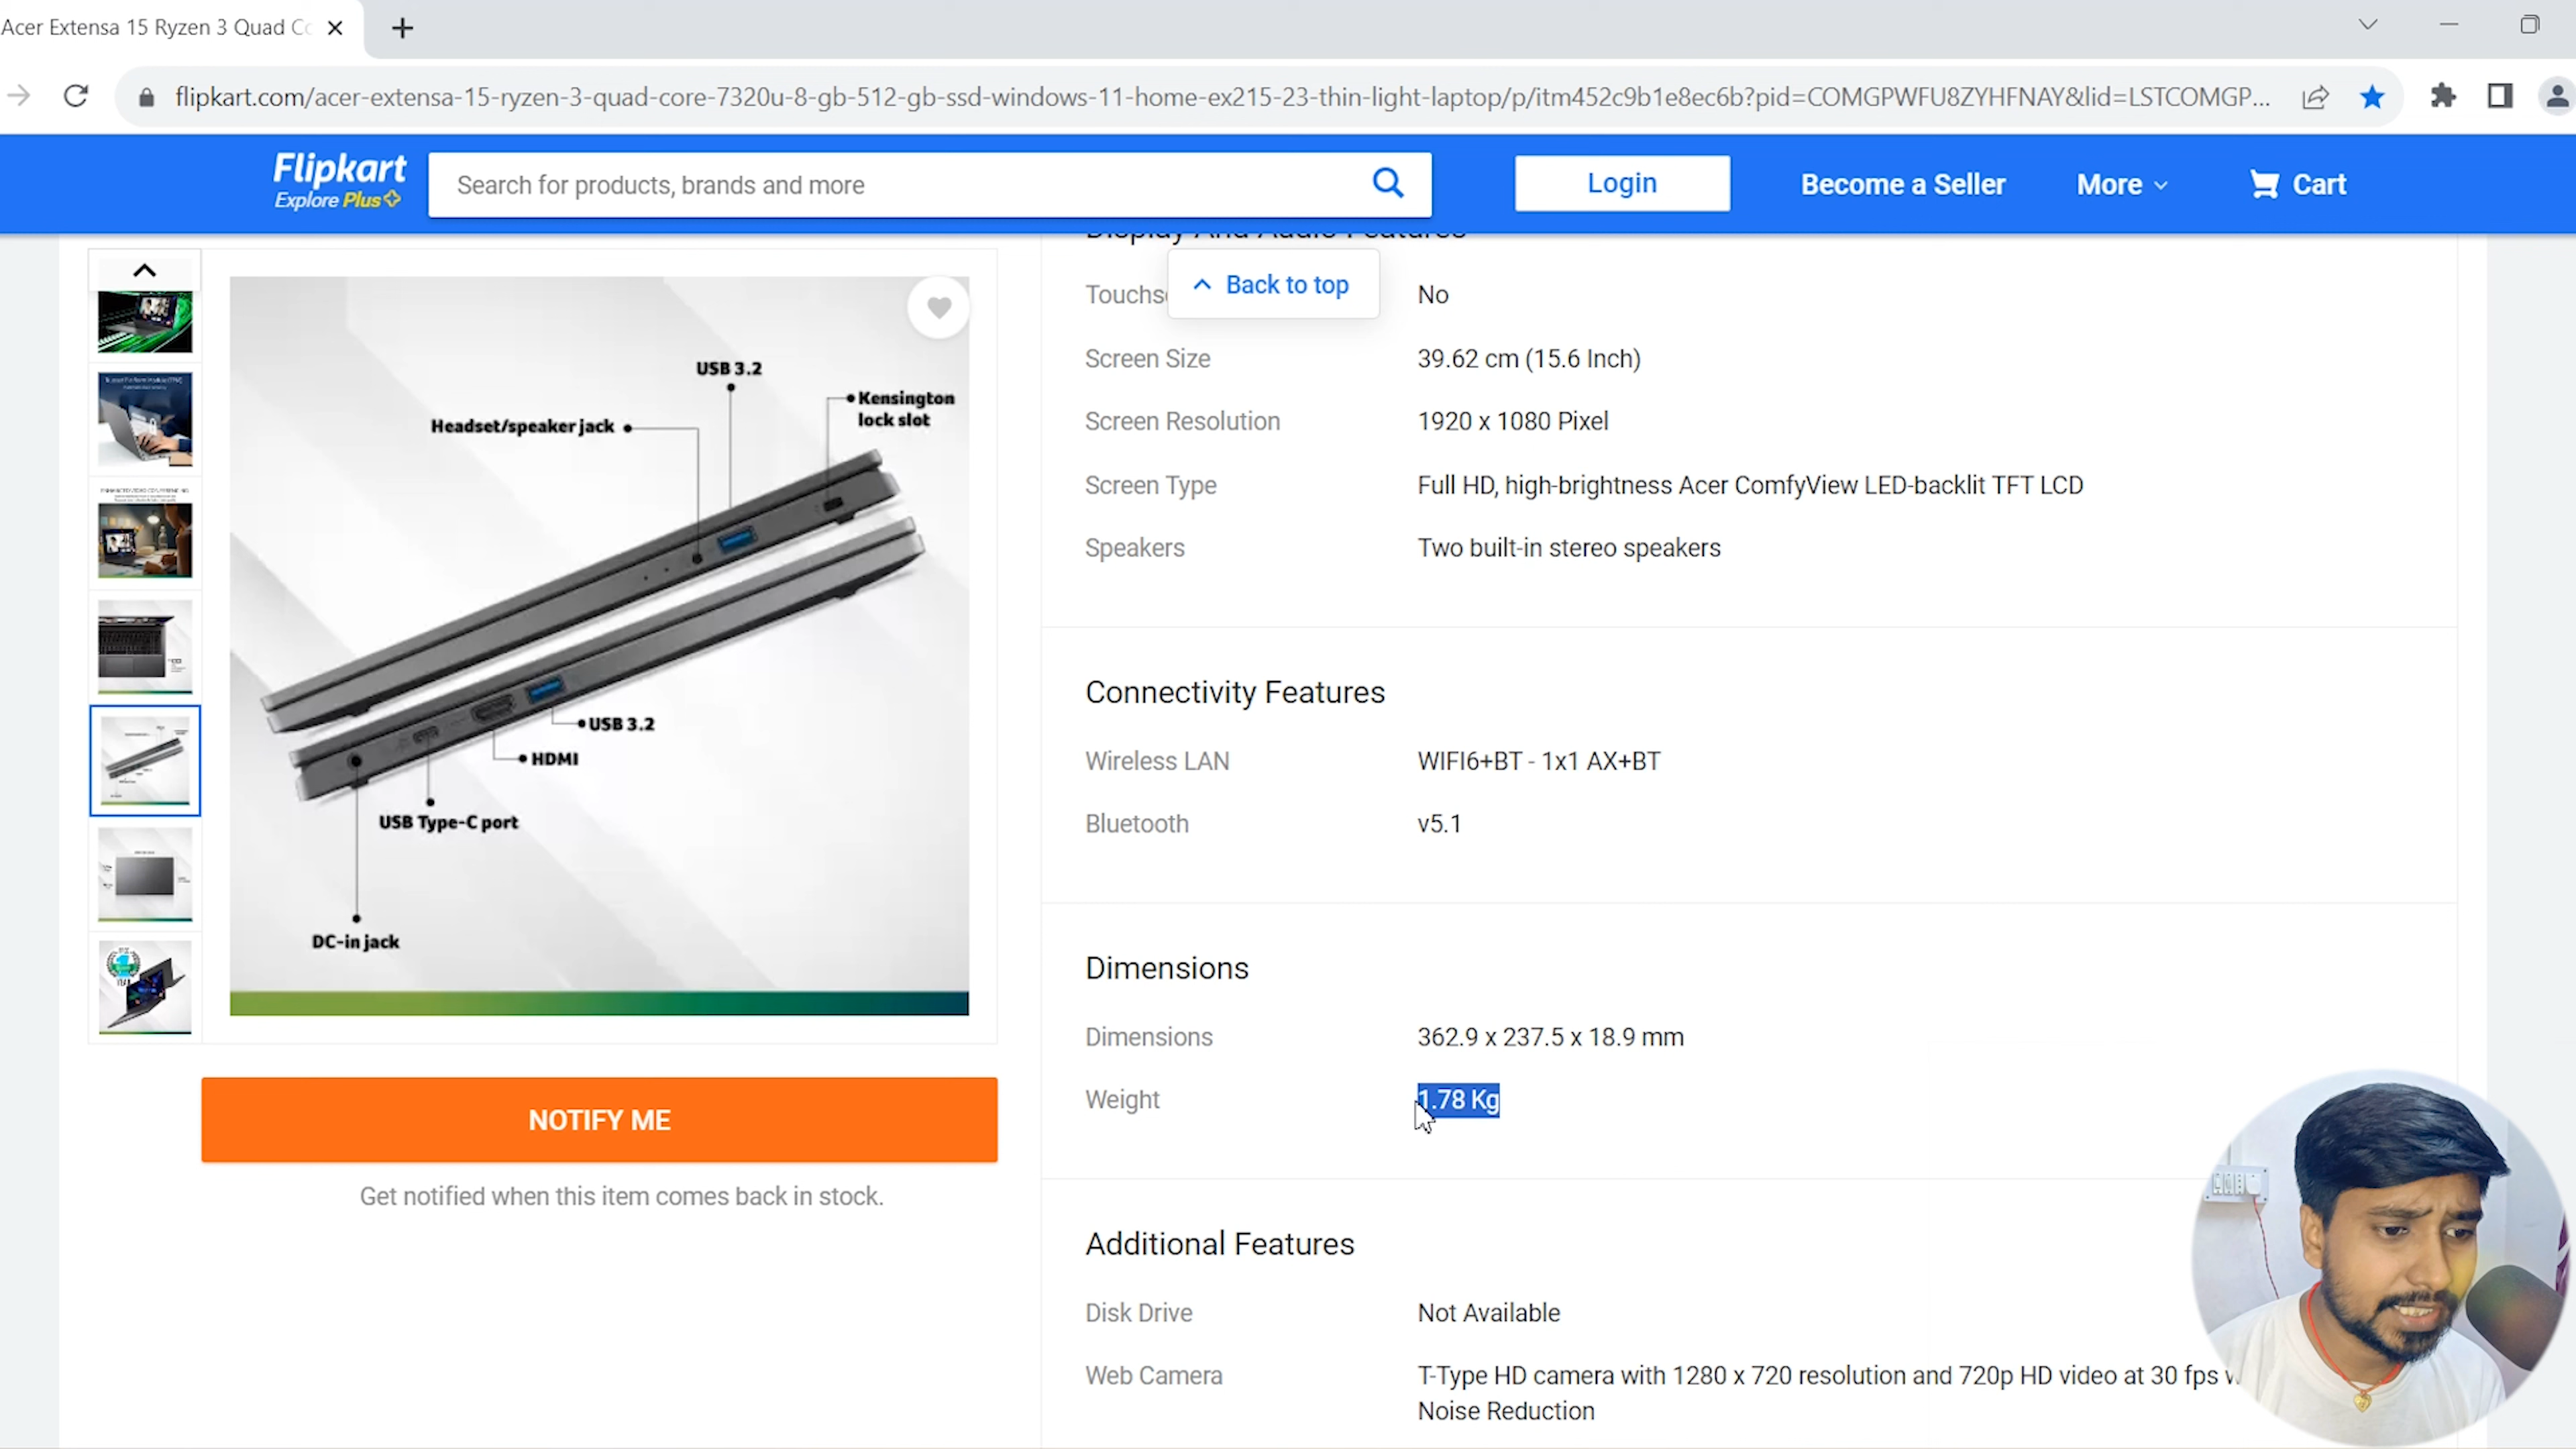 Acer Extensa 15 Ryzen 3 Quad Co
flipkart.com/acer-extensa-15-ryzen-3-quad-core-7320u-8-gb-512-gb-ssd-windows-11-home-ex215-23-thin-light-laptop/p/itm452c9b1e8ec6b?pid=COMGPWFU8ZYHFNAY&lid=LSTCOMGP...
Flipkart
Explore Plus
Search for products, brands and more
Login
Become a Seller
More
Cart
Display And Audio Features
Back to top
Touchs
No
Screen Size
39.62 cm (15.6 Inch)
Screen Resolution
1920 x 1080 Pixel
Screen Type
Full HD, high-brightness Acer ComfyView LED-backlit TFT LCD
Speakers
Two built-in stereo speakers
USB 3.2
Kensington
lock slot
Headset/speaker jack
USB 3.2
HDMI
USB Type-C port
DC-in jack
Connectivity Features
Wireless LAN
WIFI6+BT - 1x1 AX+BT
Bluetooth
v5.1
Dimensions
Dimensions
362.9 x 237.5 x 18.9 mm
Weight
1.78 Kg
NOTIFY ME
Get notified when this item comes back in stock.
Additional Features
Disk Drive
Not Available
Web Camera
T-Type HD camera with 1280 x 720 resolution and 720p HD video at 30 fps
Noise Reduction